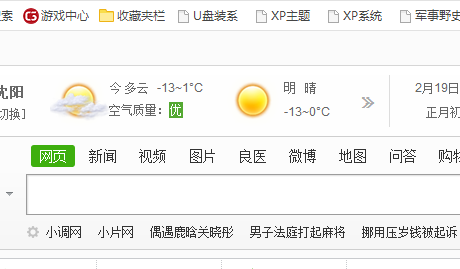 索 游戏中心 收藏夹栏 U盘装系 XP主题 XP系统 军事野史
沈阳 今 多云 -13~1°C 明 晴 2月19日
切换] 空气质量: 优 -13~0°C 正月初
网页 新闻 视频 图片 良医 微博 地图 问答 购物
小调网 小片网 偶遇鹿晗关晓彤 男子法庭打起麻将 挪用压岁钱被起诉